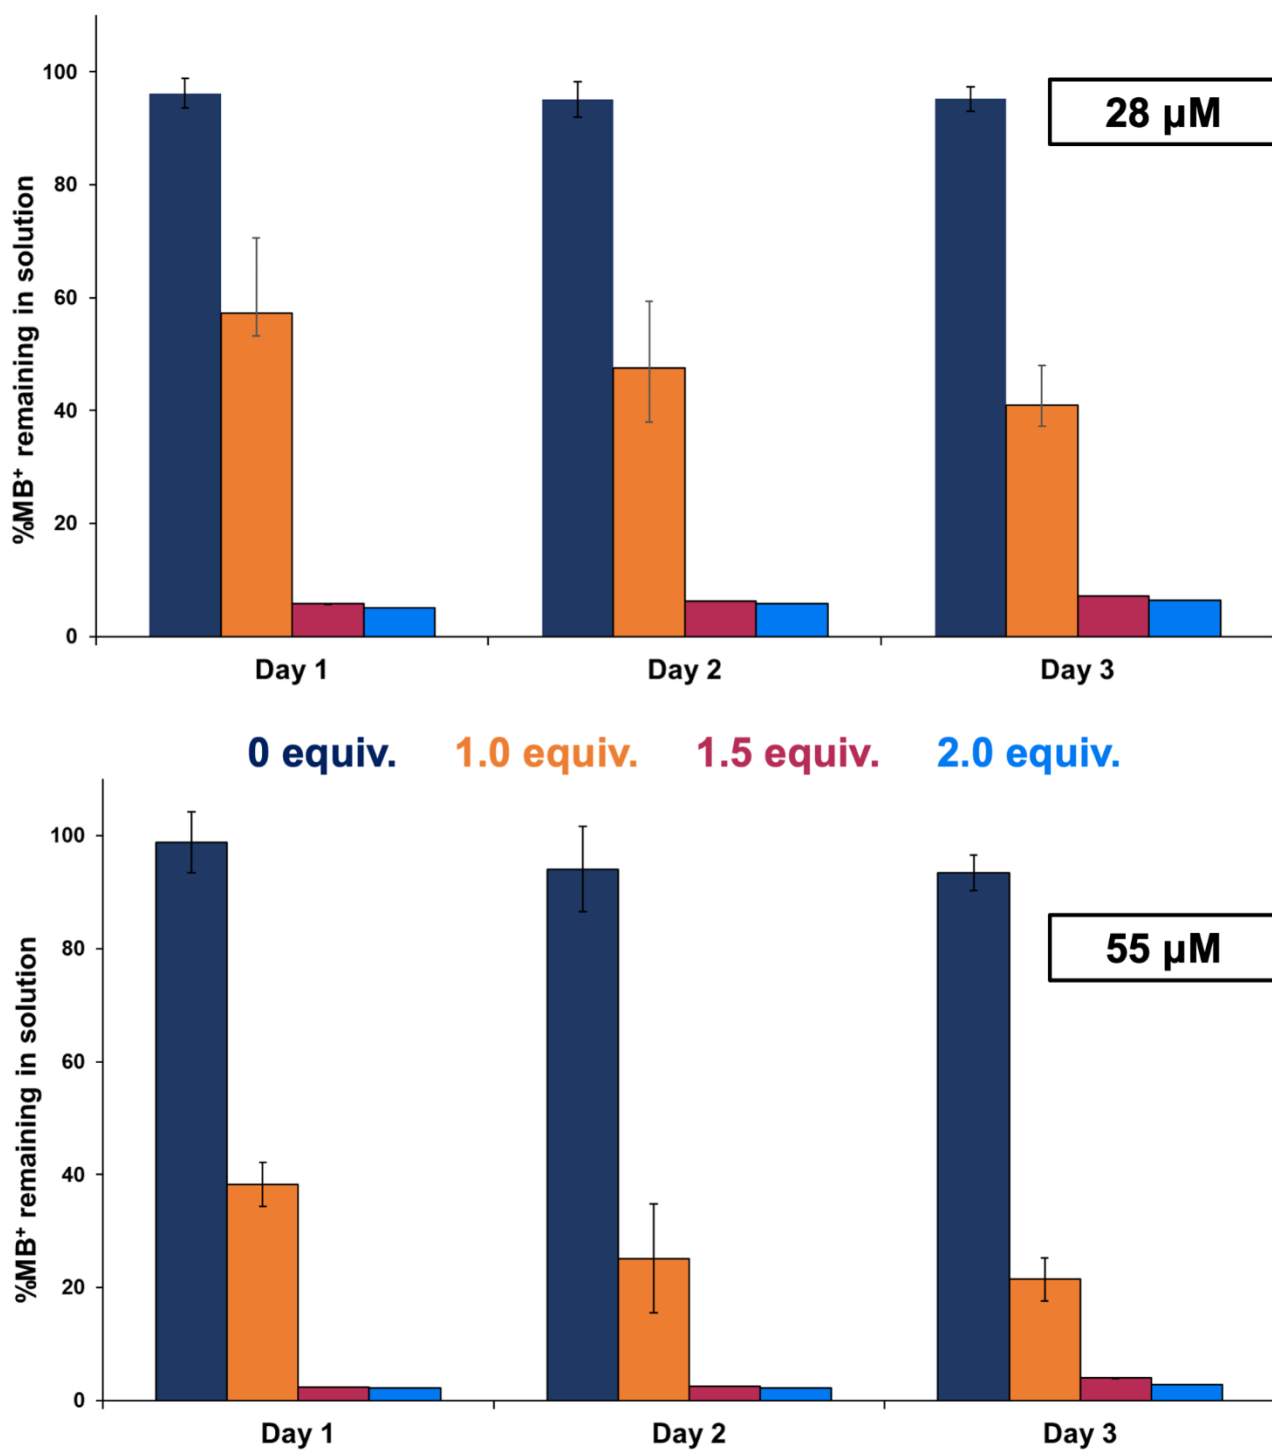 %MB⁺ remaining in solution
100
80
60
40
20
0
28 µM
Day 1 Day 2 Day 3
0 equiv. 1.0 equiv. 1.5 equiv. 2.0 equiv.
%MB⁺ remaining in solution
100
80
60
40
20
0
55 µM
Day 1 Day 2 Day 3